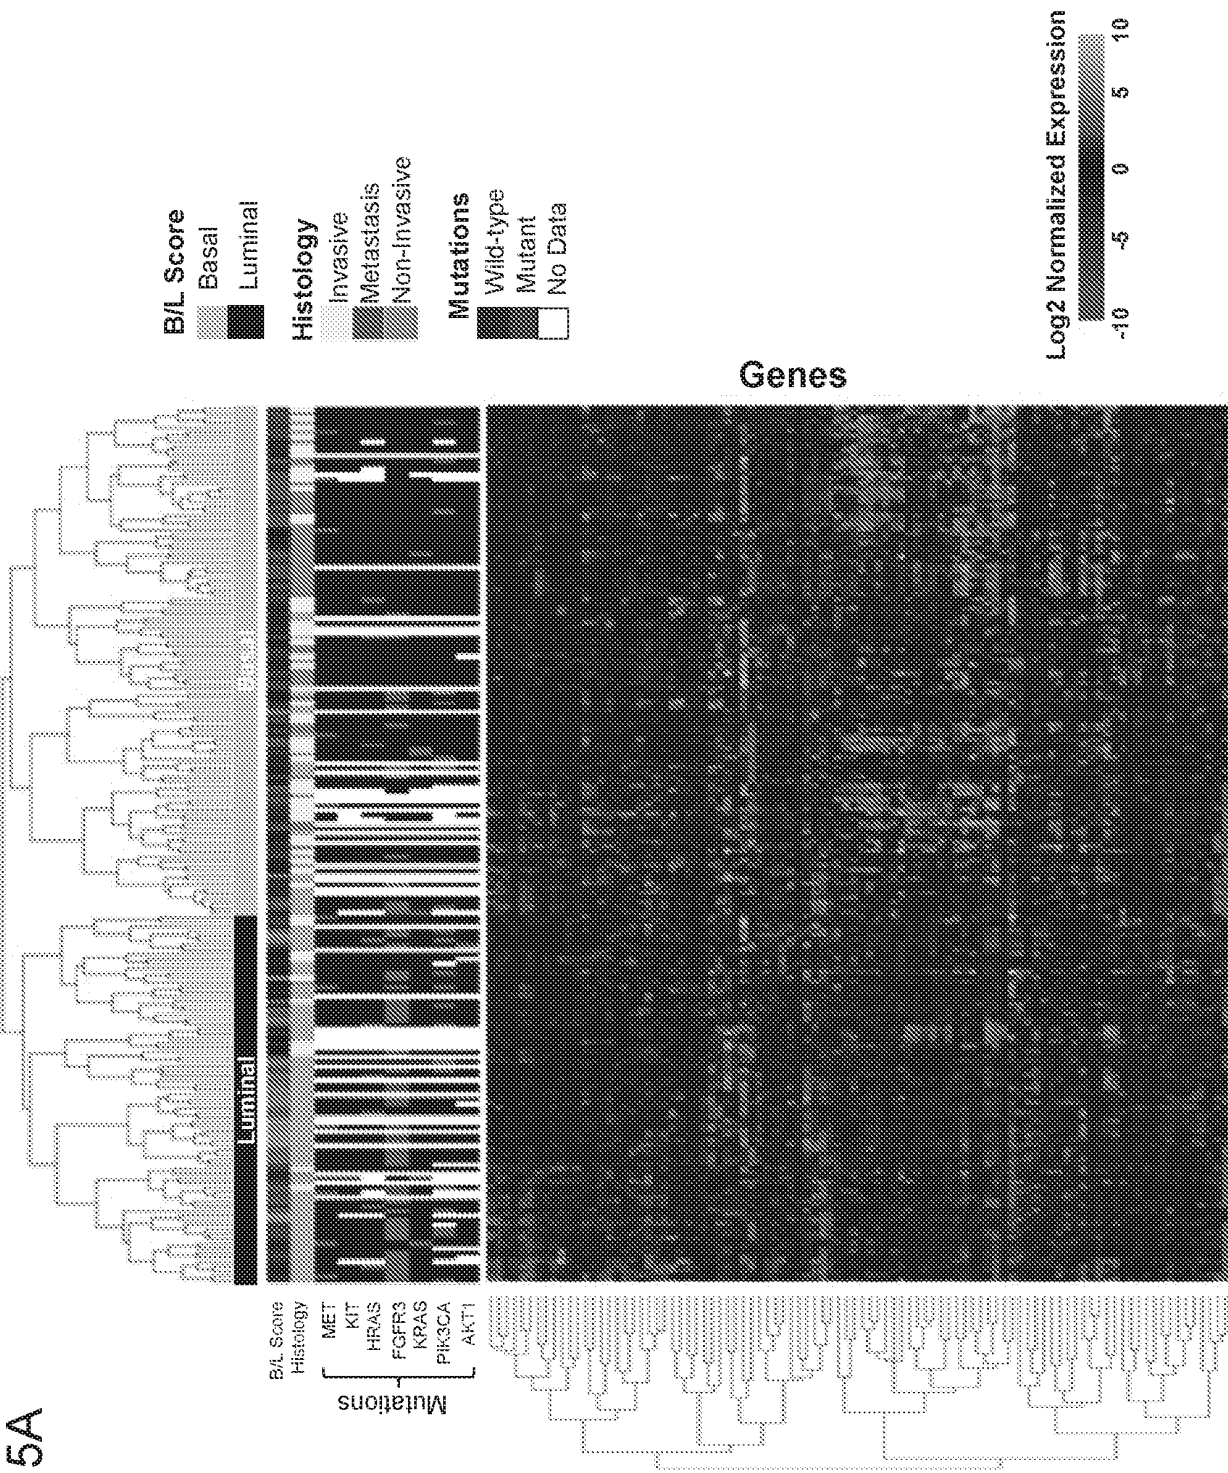 5A
B/L Score
Basal
Luminal
Histology
Invasive
Metastasis
Non-Invasive
Mutations
Wild-type
Mutant
No Data
Log2 Normalized Expression
-10
-5
0
5
10
Luminal
Basal
B/L Score
Histology
MET
KIT
HRAS
FGFR3
KRAS
PIK3CA
AKT1
Mutations
Genes